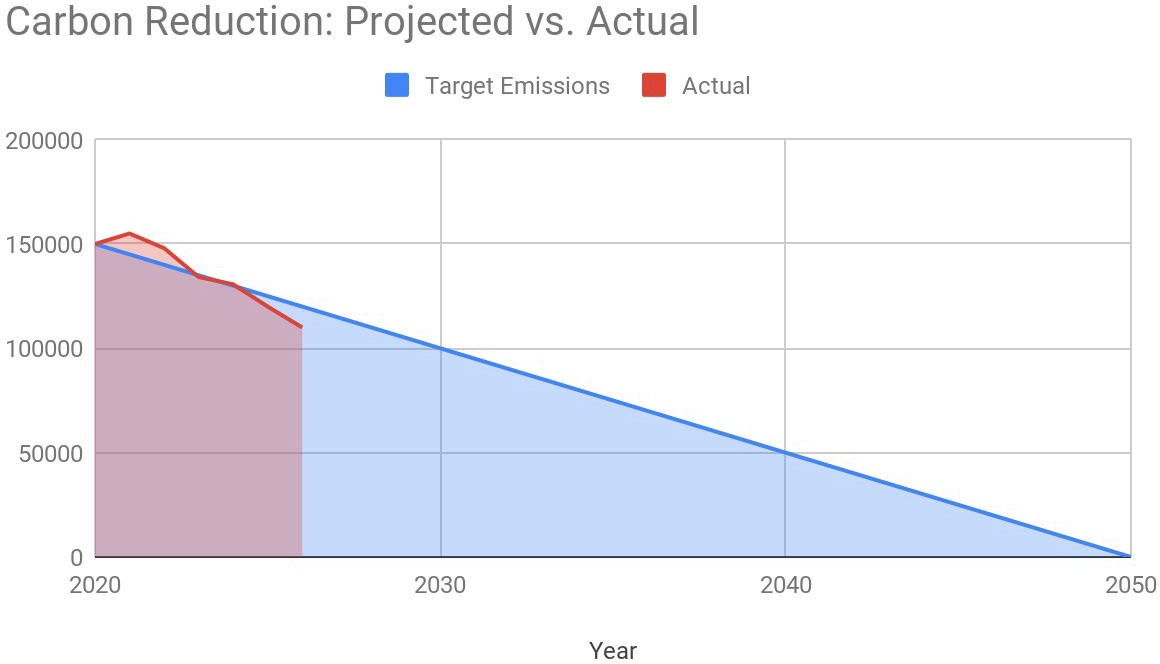 Carbon Reduction: Projected vs. Actual
Target Emissions Actual
200000
150000
100000
50000
0
2020 2030 2040 2050
Year